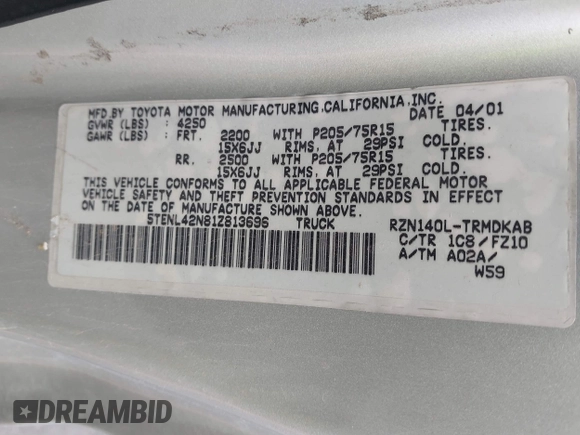 MFD BY TOYOTA MOTOR MANUFACTURING,CALIFORNIA,INC.
DATE 04/01
GVWR (LBS) : 4250
GAWR (LBS) : FRT. 2200 WITH P205/75R15 TIRES.
15X6JJ RIMS, AT 29PSI COLD
RR. 2500 WITH P205/75R15 TIRES.
15X6JJ RIMS, AT 29PSI COLD
THIS VEHICLE CONFORMS TO ALL APPLICABLE FEDERAL MOTOR
VEHICLE SAFETY AND THEFT PREVENTION STANDARDS IN EFFECT
ON THE DATE OF MANUFACTURE SHOWN ABOVE.
5TENL42N81Z813696 TRUCK
RZN140L-TRMDKAB
C/TR 1C8/FZ10
A/TM A02A/
W59
DREAMBID